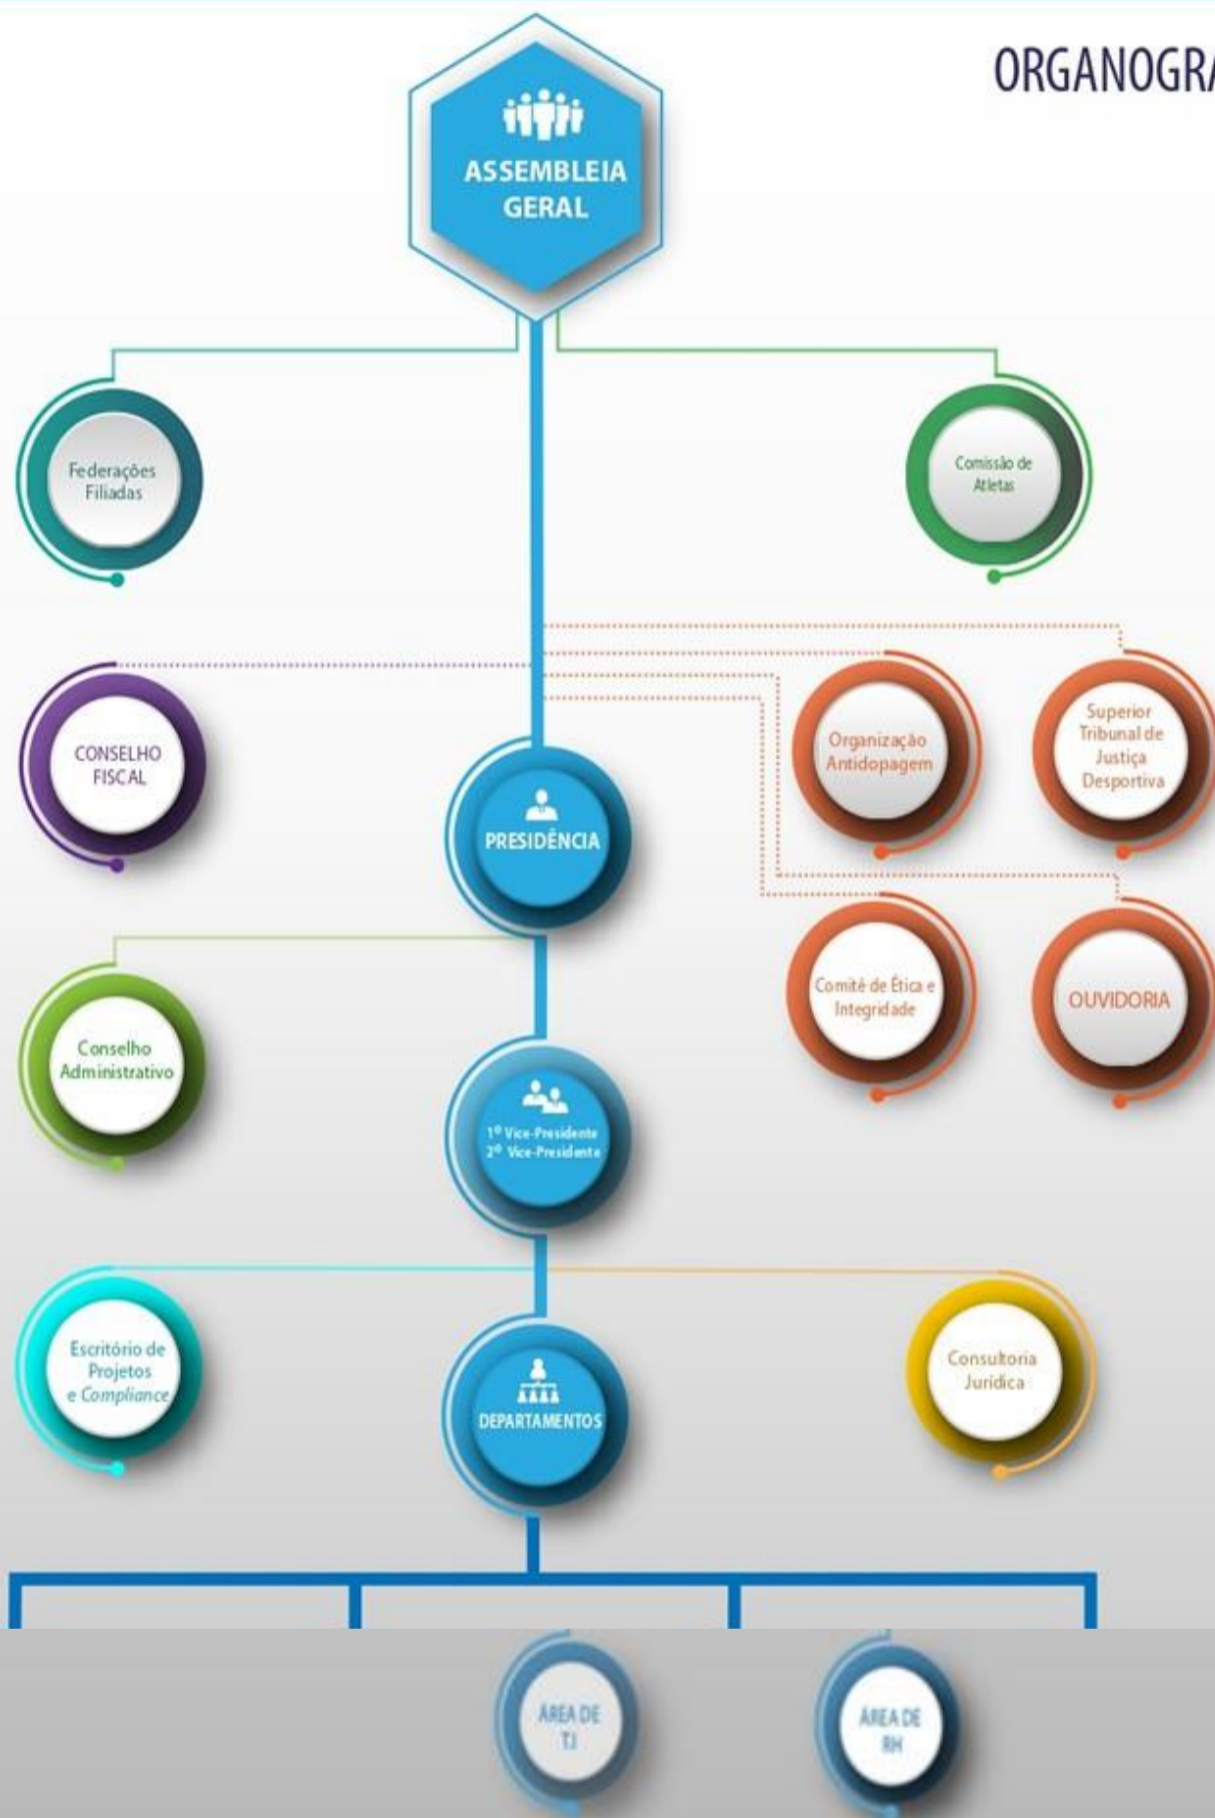 ORGANOGRA
ASSEMBLEIA
GERAL
Federações
Filiadas
Comissão de
Atletas
CONSELHO
FISCAL
PRESIDÊNCIA
Organização
Antidopagem
Superior
Tribunal de
Justiça
Desportiva
Conselho
Administrativo
1º Vice-Presidente
2º Vice-Presidente
Comitê de Ética e
Integridade
OUVIDORIA
Escritório de
Projetos
e Compliance
DEPARTAMENTOS
Consultoria
Jurídica
ÁREA DE
T.I
ÁREA DE
RH